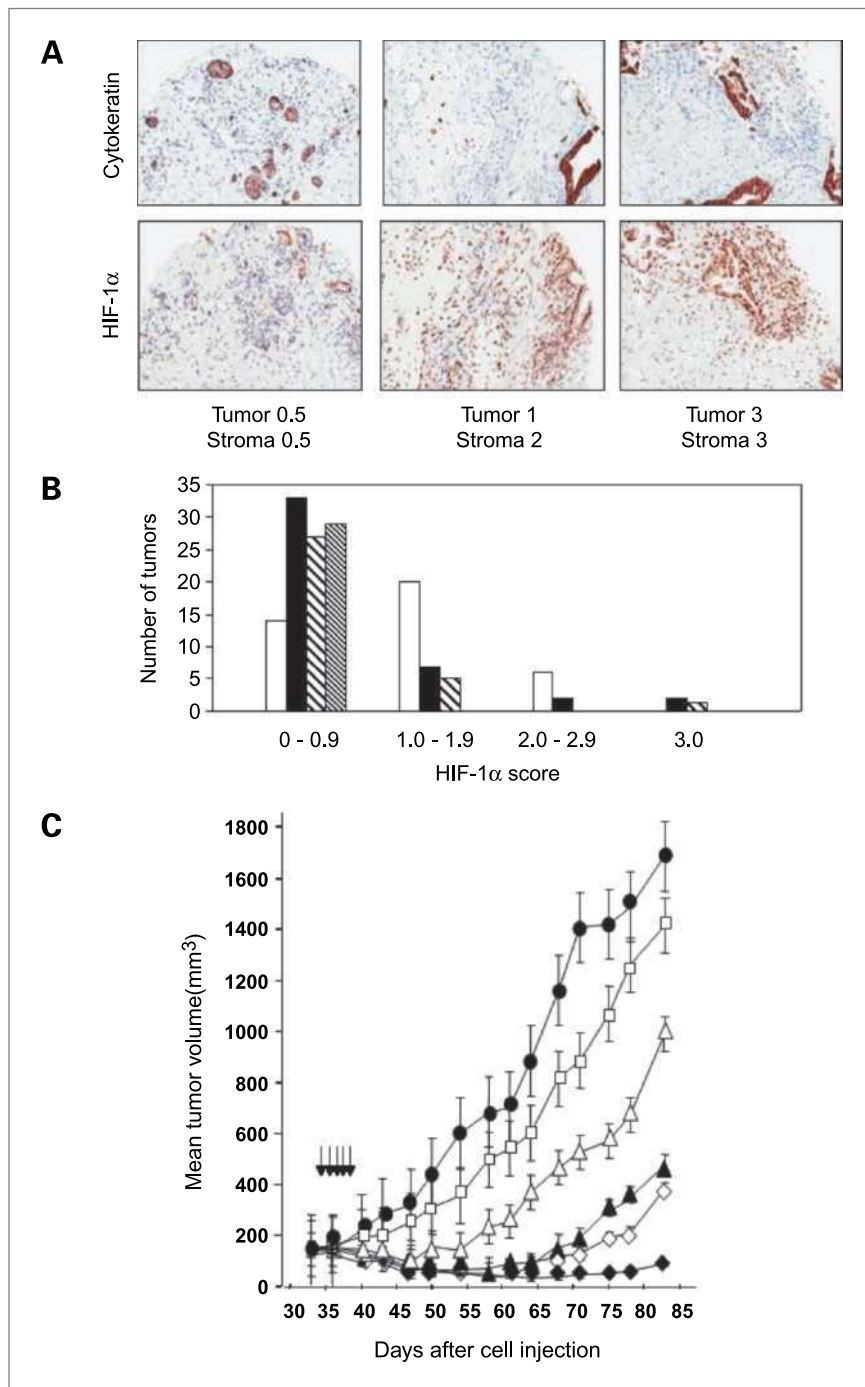 A
Cytokeratin
HIF-1α
Tumor 0.5
Stroma 0.5
Tumor 1
Stroma 2
Tumor 3
Stroma 3
B
Number of tumors
35
30
25
20
15
10
5
0
0 - 0.9
1.0 - 1.9
2.0 - 2.9
3.0
HIF-1α score
C
Mean tumor volume(mm³)
1800
1600
1400
1200
1000
800
600
400
200
0
30 35 40 45 50 55 60 65 70 75 80 85
Days after cell injection